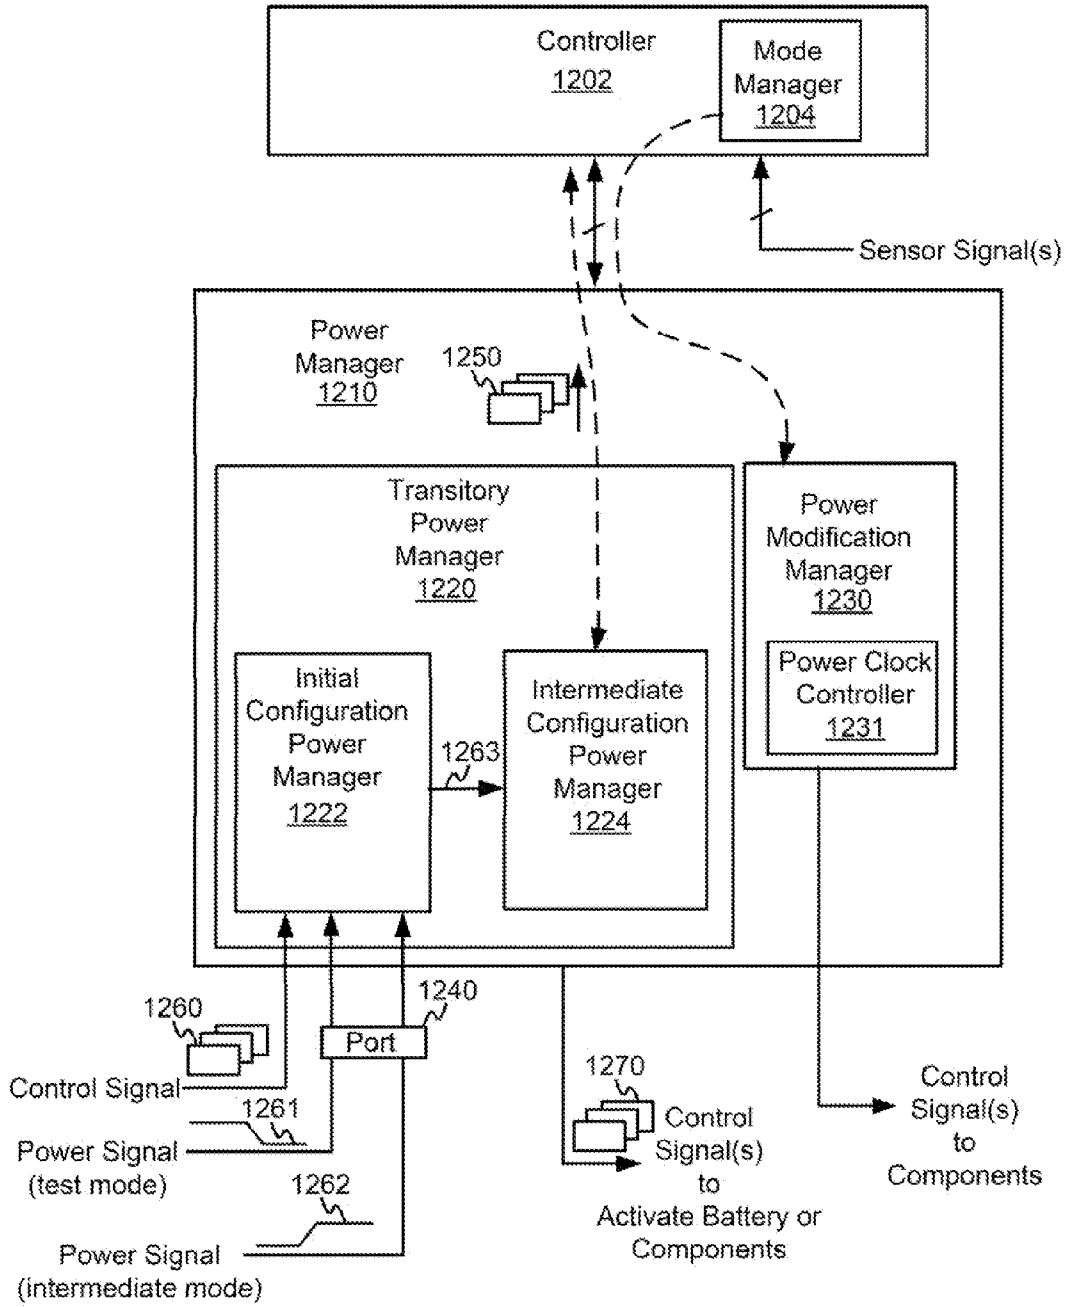 Controller
1202
Mode
Manager
1204
Sensor Signal(s)
Power
Manager
1210
1250
Transitory
Power
Manager
1220
Power
Modification
Manager
1230
Power Clock
Controller
1231
Initial
Configuration
Power
Manager
1222
1263
Intermediate
Configuration
Power
Manager
1224
1260
1240
Port
Control Signal
1261
Power Signal
(test mode)
1262
Power Signal
(intermediate mode)
1270
Control
Signal(s)
to
Activate Battery or
Components
Control
Signal(s)
to
Components